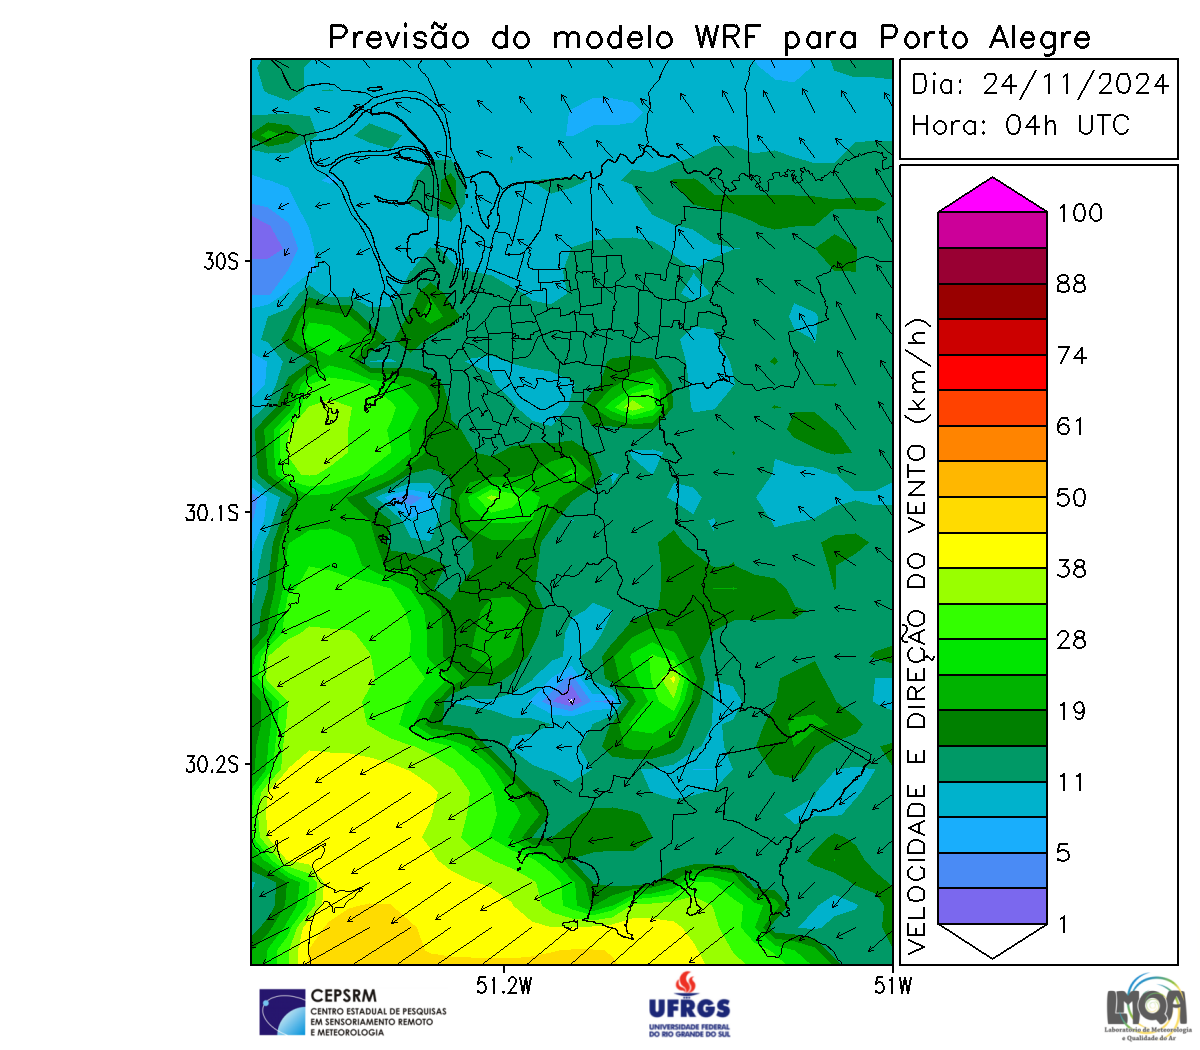 Previsão do modelo WRF para Porto Alegre
Dia: 24/11/2024
Hora: 04h UTC
VELOCIDADE E DIREÇÃO DO VENTO (km/h)
100
88
74
61
50
38
28
19
11
5
1
30S
30.1S
30.2S
51.2W
51W
CEPSRM
CENTRO ESTADUAL DE PESQUISAS
EM SENSORIAMENTO REMOTO
E METEOROLOGIA
UFRGS
UNIVERSIDADE FEDERAL
DO RIO GRANDE DO SUL
LMQA
Laboratório de Meteorologia
e Qualidade do Ar